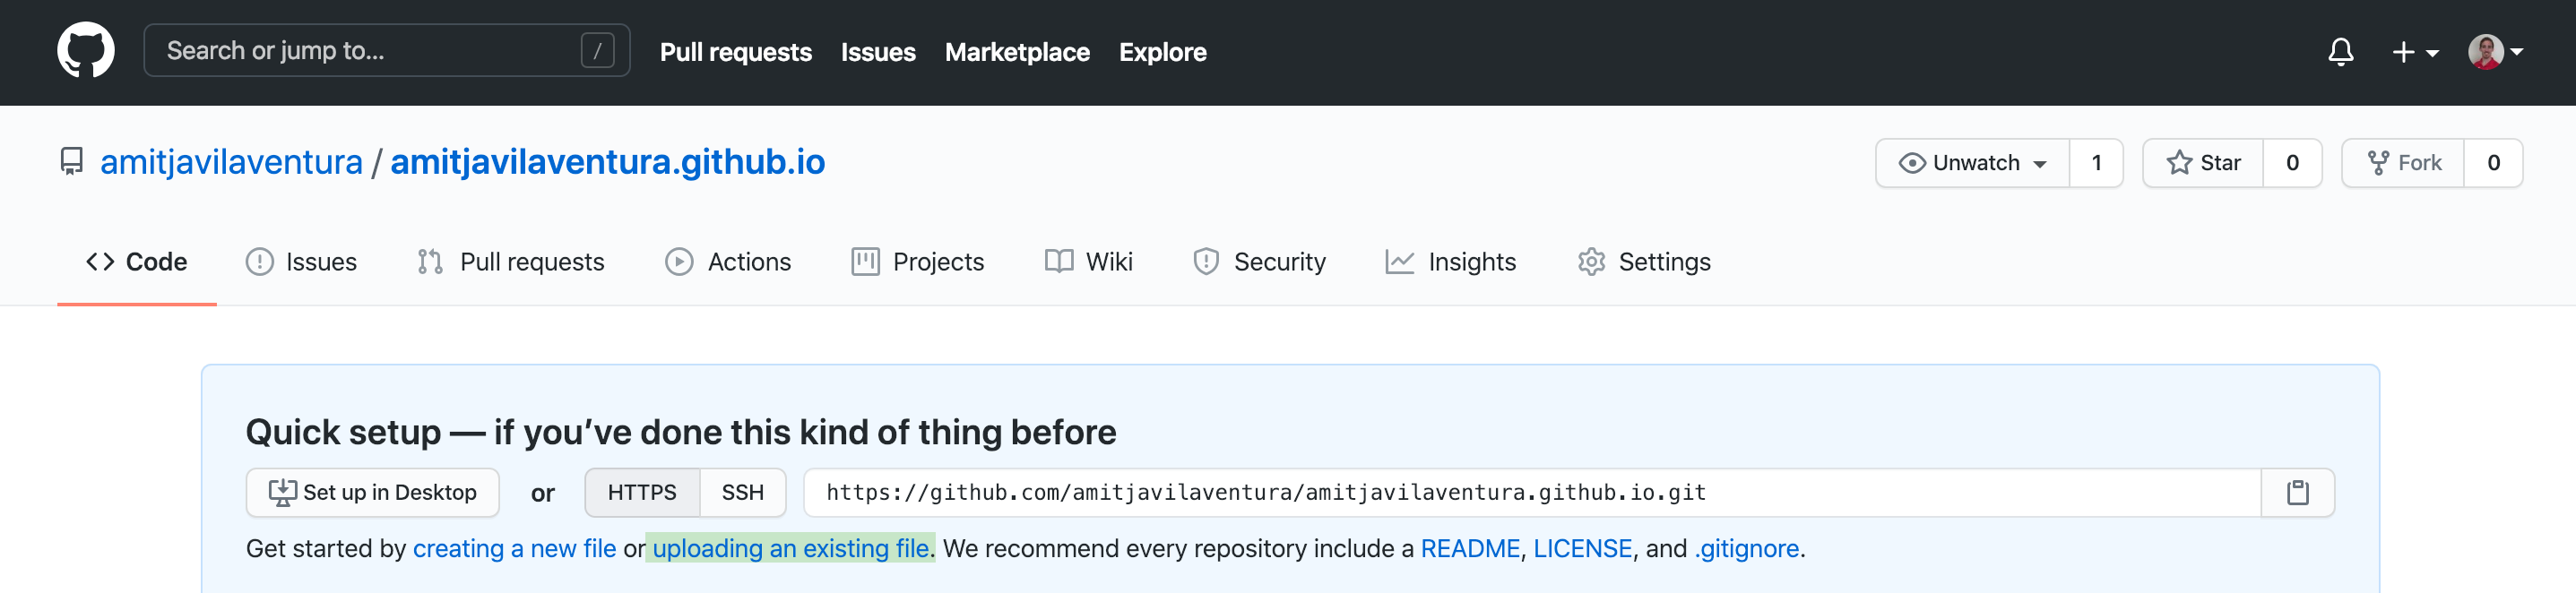 Search or jump to... / Pull requests Issues Marketplace Explore
amitjavilaventura / amitjavilaventura.github.io Unwatch 1 Star 0 Fork 0
Code Issues Pull requests Actions Projects Wiki Security Insights Settings
Quick setup — if you’ve done this kind of thing before
Set up in Desktop or HTTPS SSH https://github.com/amitjavilaventura/amitjavilaventura.github.io.git
Get started by creating a new file or uploading an existing file. We recommend every repository include a README, LICENSE, and .gitignore.